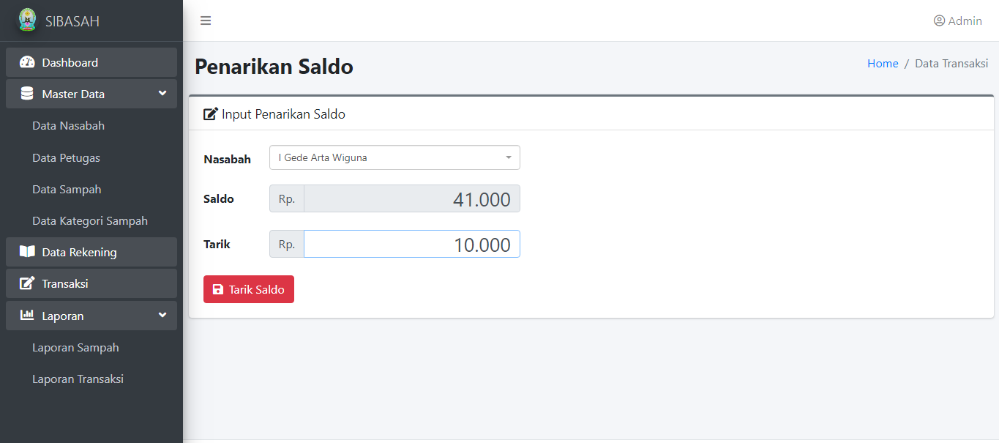 SIBASAH
Admin
Dashboard
Master Data
Data Nasabah
Data Petugas
Data Sampah
Data Kategori Sampah
Data Rekening
Transaksi
Laporan
Laporan Sampah
Laporan Transaksi
Penarikan Saldo
Home / Data Transaksi
Input Penarikan Saldo
Nasabah I Gede Arta Wiguna
Saldo Rp. 41.000
Tarik Rp. 10.000
Tarik Saldo